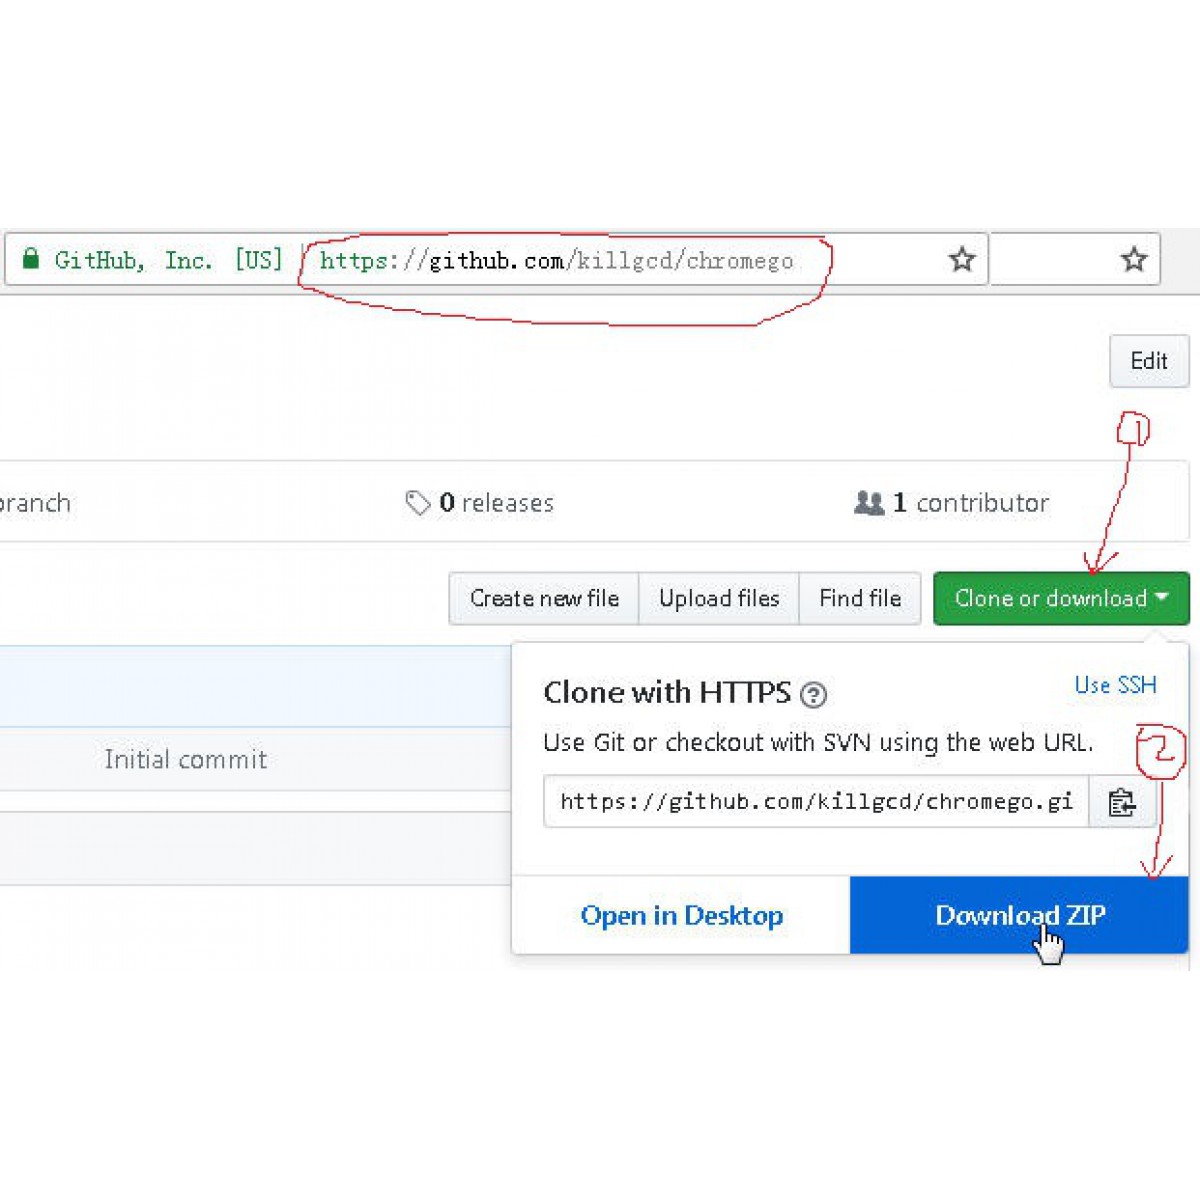 GitHub, Inc. [US] https://github.com/killgcd/chromego
Edit
1
branch 0 releases 1 contributor
Create new file Upload files Find file Clone or download
Clone with HTTPS ? Use SSH
Use Git or checkout with SVN using the web URL.
2
Initial commit
https://github.com/killgcd/chromego.gi
Open in Desktop Download ZIP